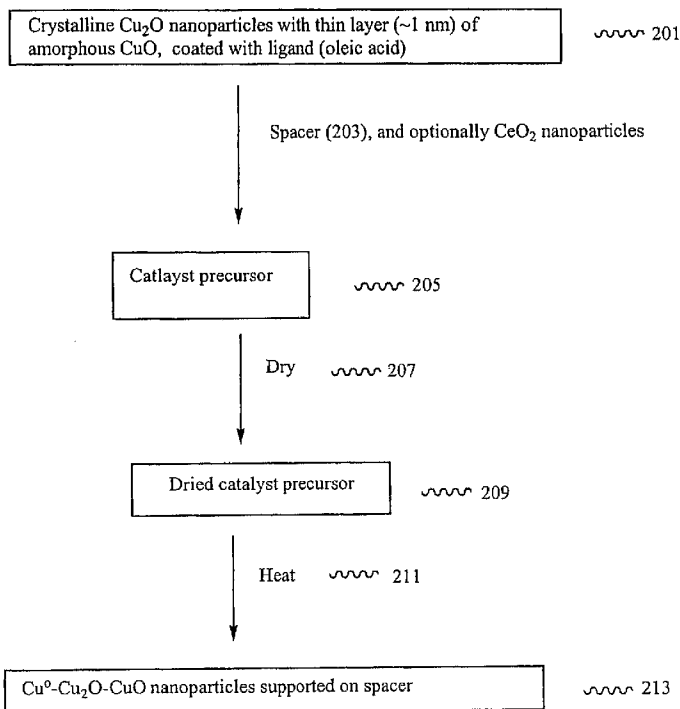 Crystalline Cu₂O nanoparticles with thin layer (~1 nm) of
amorphous CuO, coated with ligand (oleic acid)
201
Spacer (203), and optionally CeO₂ nanoparticles
Catlayst precursor
205
Dry
207
Dried catalyst precursor
209
Heat
211
Cu⁰-Cu₂O-CuO nanoparticles supported on spacer
213